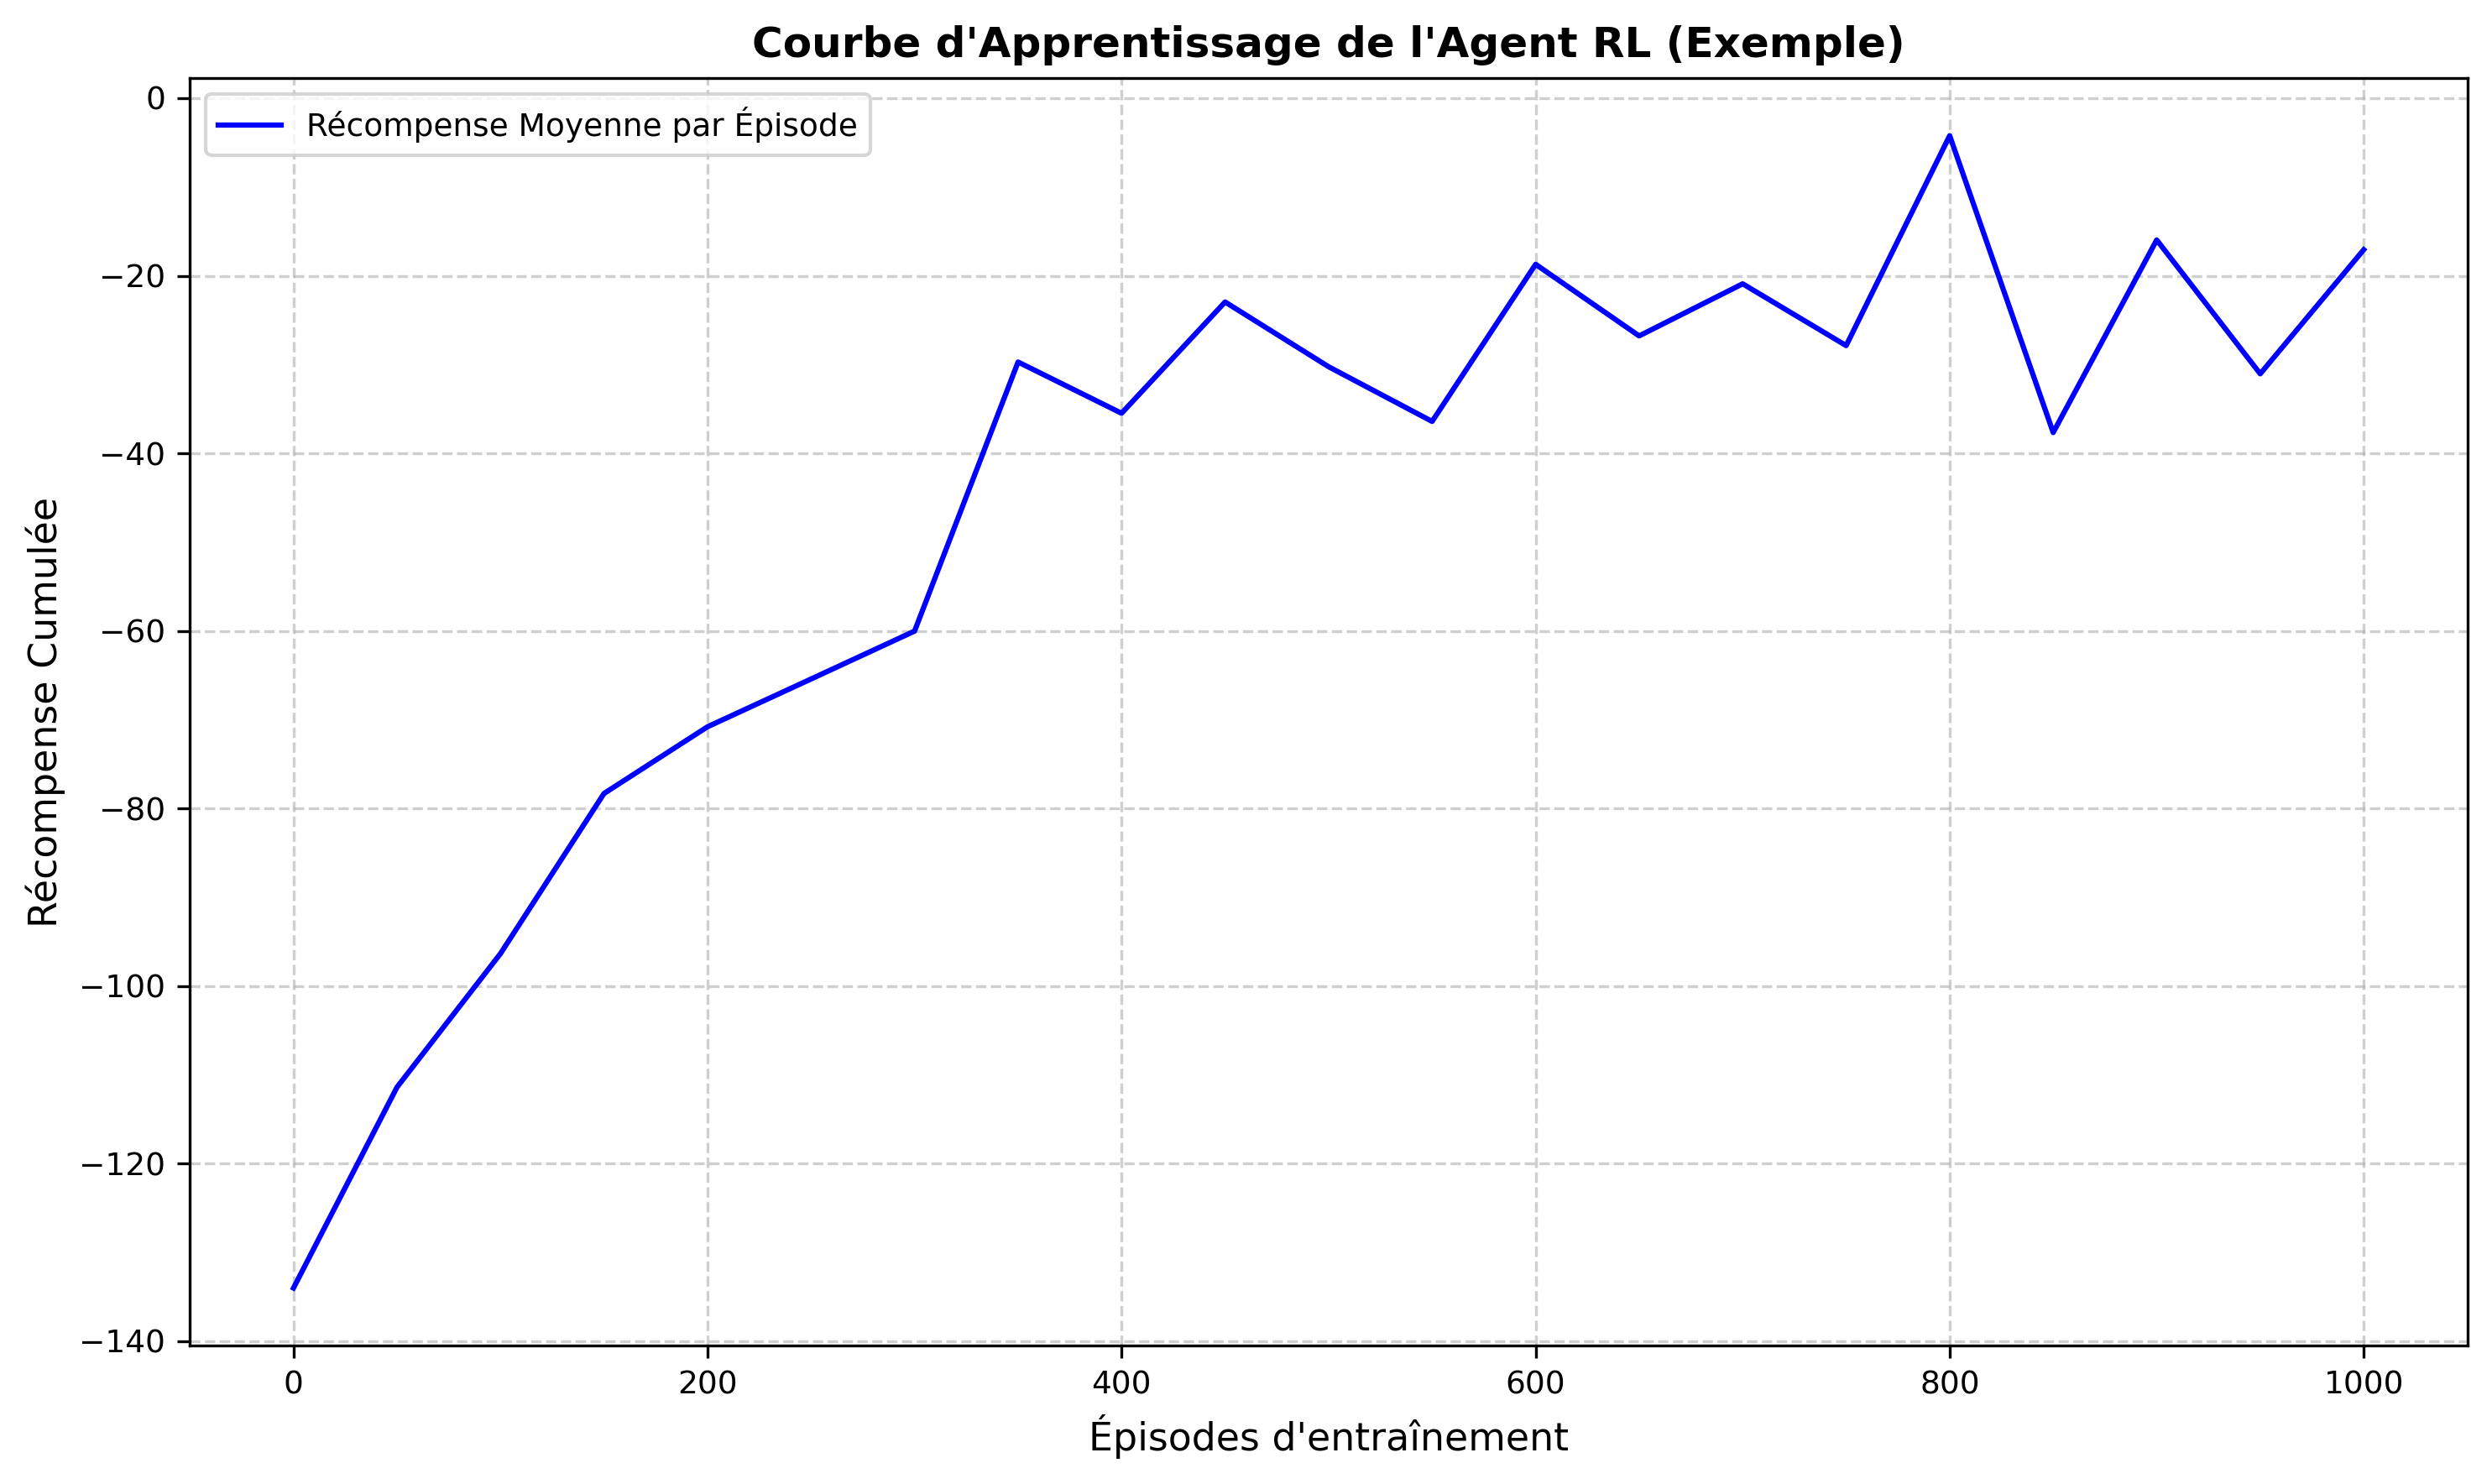 Courbe d'Apprentissage de l'Agent RL (Exemple)
Récompense Moyenne par Épisode
Récompense Cumulée
0
−20
−40
−60
−80
−100
−120
−140
0 200 400 600 800 1000
Épisodes d'entraînement